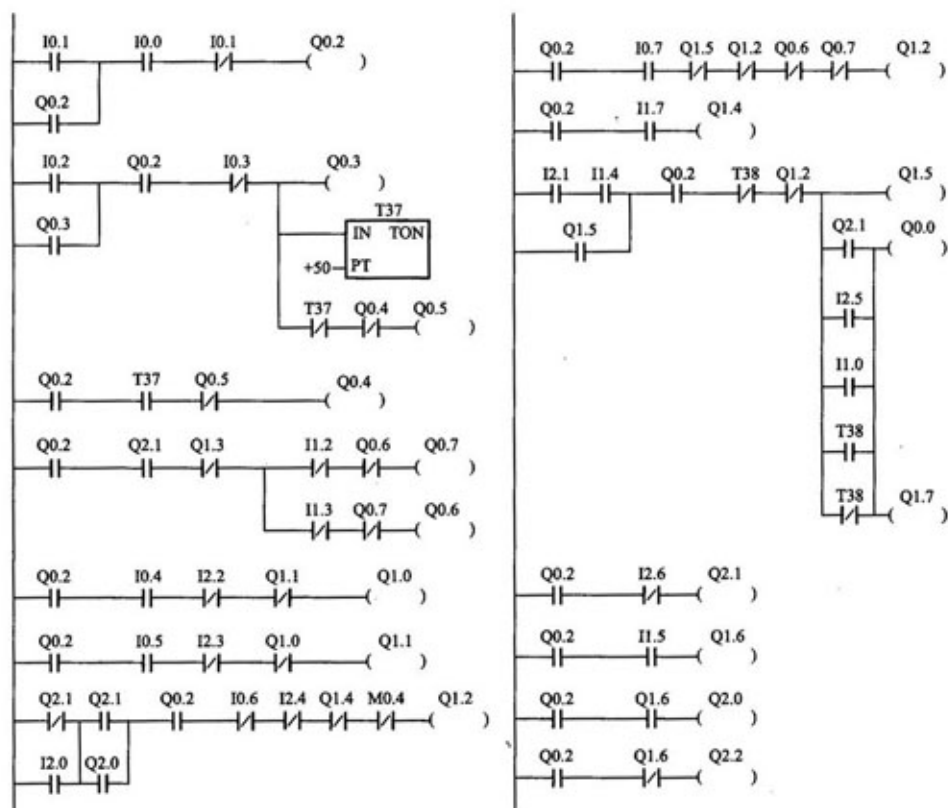 I0.1 I0.0 I0.1 Q0.2
Q0.2
I0.2 Q0.2 I0.3 Q0.3
Q0.3
T37
IN TON
+50 PT
T37 Q0.4 Q0.5
Q0.2 T37 Q0.5 Q0.4
Q0.2 Q2.1 Q1.3 I1.2 Q0.6 Q0.7
I1.3 Q0.7 Q0.6
Q0.2 I0.4 I2.2 Q1.1 Q1.0
Q0.2 I0.5 I2.3 Q1.0 Q1.1
Q2.1 Q2.1 Q0.2 I0.6 I2.4 Q1.4 M0.4 Q1.2
I2.0 Q2.0
Q0.2 I0.7 Q1.5 Q1.2 Q0.6 Q0.7 Q1.2
Q0.2 I1.7 Q1.4
I2.1 I1.4 Q0.2 T38 Q1.2 Q1.5
Q1.5
Q2.1 Q0.0
I2.5
I1.0
T38
T38 Q1.7
Q0.2 I2.6 Q2.1
Q0.2 I1.5 Q1.6
Q0.2 Q1.6 Q2.0
Q0.2 Q1.6 Q2.2